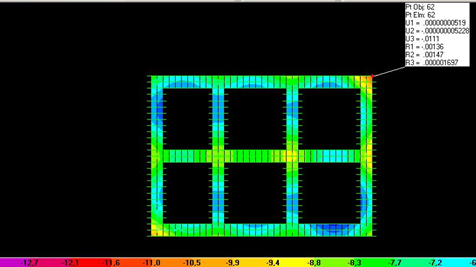 Pt Obj: 62
Pt Elm: 62
U1 = .00000000519
U2 = -.00000005228
U3 = -.0111
R1 = -.00136
R2 = .00147
R3 = .000001697
-12,7 -12,1 -11,6 -11,0 -10,5 -9,9 -9,4 -8,8 -8,3 -7,7 -7,2